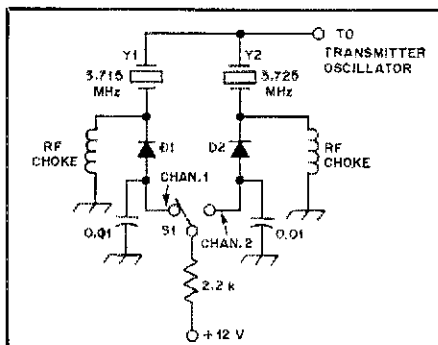 Y1
Y2
TO
TRANSMITTER
OSCILLATOR
3.715
MHz
3.725
MHz
RF
CHOKE
D1
D2
RF
CHOKE
CHAN.1
0.01
S1
CHAN.2
0.01
2.2 k
+12 V